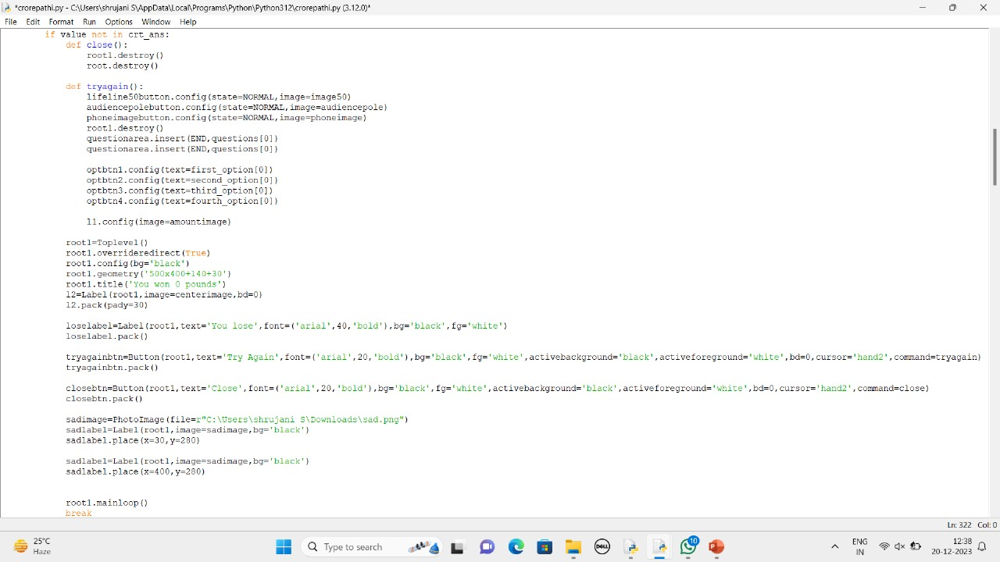 *crorepathi.py - C:\Users\shrujani S\AppData\Local\Programs\Python\Python312\crorepathi.py (3.12.0)*
File Edit Format Run Options Window Help
if value not in crt_ans:
def close():
root1.destroy()
root.destroy()
def tryagain():
lifeline50button.config(state=NORMAL,image=image50)
audiencepolebutton.config(state=NORMAL,image=audiencepole)
phoneimagebutton.config(state=NORMAL,image=phoneimage)
root1.destroy()
questionarea.insert(END,questions[0])
questionarea.insert(END,questions[0])
optbtn1.config(text=first_option[0])
optbtn2.config(text=second_option[0])
optbtn3.config(text=third_option[0])
optbtn4.config(text=fourth_option[0])
l1.config(image=amountimage)
root1=Toplevel()
root1.overrideredirect(True)
root1.config(bg='black')
root1.geometry('500x400+140+30')
root1.title('You won 0 pounds')
l2=Label(root1,image=centerimage,bd=0)
l2.pack(pady=30)
loselabel=Label(root1,text='You lose',font=('arial',40,'bold'),bg='black',fg='white')
loselabel.pack()
tryagainbtn=Button(root1,text='Try Again',font=('arial',20,'bold'),bg='black',fg='white',activebackground='black',activeforeground='white',bd=0,cursor='hand2',command=tryagain)
tryagainbtn.pack()
closebtn=Button(root1,text='Close',font=('arial',20,'bold'),bg='black',fg='white',activebackground='black',activeforeground='white',bd=0,cursor='hand2',command=close)
closebtn.pack()
sadimage=PhotoImage(file=r"C:\Users\shrujani S\Downloads\sad.png")
sadlabel=Label(root1,image=sadimage,bg='black')
sadlabel.place(x=30,y=280)
sadlabel=Label(root1,image=sadimage,bg='black')
sadlabel.place(x=400,y=280)
root1.mainloop()
break
Ln: 322 Col: 0
25°C
Haze
Type to search
DELL
10
P
ENG
IN
12:38
20-12-2023